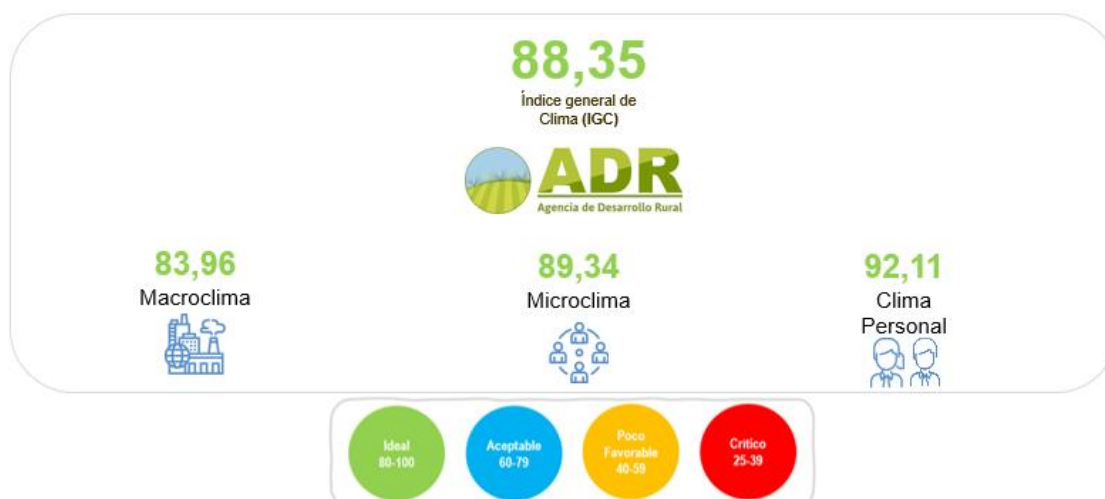 88,35
Índice general de
Clima (IGC)
ADR
Agencia de Desarrollo Rural
83,96
Macroclima
89,34
Microclima
92,11
Clima
Personal
Ideal
80-100
Aceptable
60-79
Poco
Favorable
40-59
Critico
25-39